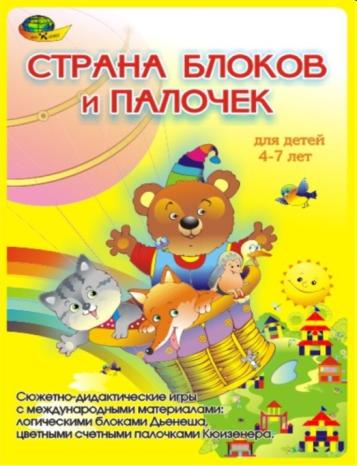 СТРАНА БЛОКОВ
И ПАЛОЧЕК
для детей
4-7 лет
Сюжетно-дидактические игры
с международными материалами:
логическими блоками Дьенеша,
цветными счетными палочками Кюизенера.